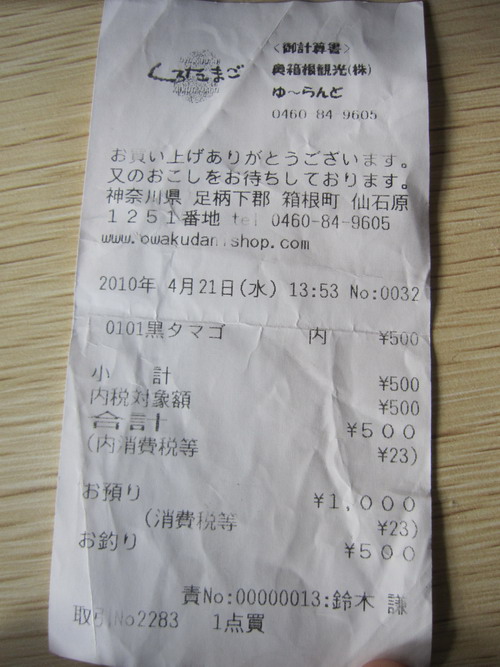 くろたまご
〈御計算書〉
奥箱根観光(株)
ゆ〜らんど
0460-84-9605
お買い上げありがとうございます。
又のおこしをお待ちしております。
神奈川県 足柄下郡 箱根町 仙石原
1251番地 tel 0460-84-9605
www.owakudanishop.com
2010年 4月21日(水) 13:53 No:0032
0101黒タマゴ 内 ¥500
小 計 ¥500
内税対象額 ¥500
合計 ¥500
(内消費税等 ¥23)
お預り ¥1,000
(消費税等 ¥23)
お釣り ¥500
責No:00000013:鈴木 謙
取引No2283 1点買